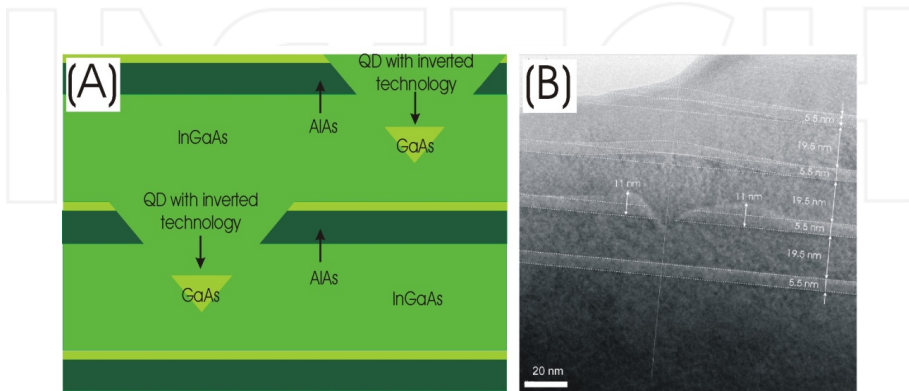 (A)
QD with inverted
technology
AlAs
InGaAs
GaAs
QD with inverted
technology
AlAs
GaAs
InGaAs
(B)
5.5 nm
19.5 nm
5.5 nm
11 nm
11 nm
19.5 nm
5.5 nm
19.5 nm
5.5 nm
20 nm